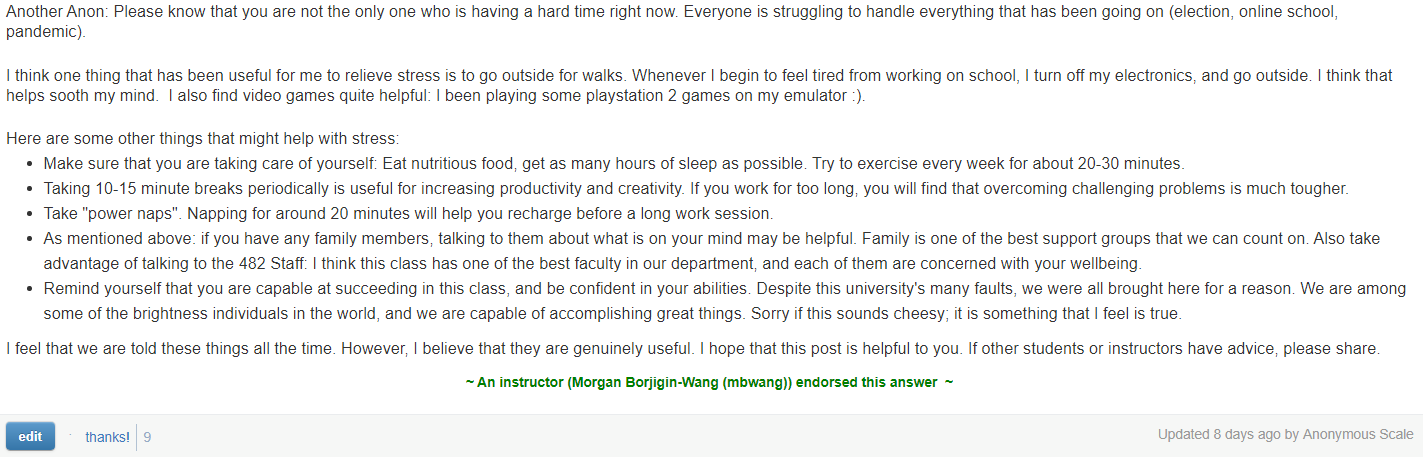 Another Anon: Please know that you are not the only one who is having a hard time right now. Everyone is struggling to handle everything that has been going on (election, online school,
pandemic).
I think one thing that has been useful for me to relieve stress is to go outside for walks. Whenever I begin to feel tired from working on school, I turn off my electronics, and go outside. I think that
helps sooth my mind.  I also find video games quite helpful: I been playing some playstation 2 games on my emulator :).
Here are some other things that might help with stress:
• Make sure that you are taking care of yourself: Eat nutritious food, get as many hours of sleep as possible. Try to exercise every week for about 20-30 minutes.
• Taking 10-15 minute breaks periodically is useful for increasing productivity and creativity. If you work for too long, you will find that overcoming challenging problems is much tougher.
• Take "power naps". Napping for around 20 minutes will help you recharge before a long work session.
• As mentioned above: if you have any family members, talking to them about what is on your mind may be helpful. Family is one of the best support groups that we can count on. Also take
advantage of talking to the 482 Staff: I think this class has one of the best faculty in our department, and each of them are concerned with your wellbeing.
• Remind yourself that you are capable at succeeding in this class, and be confident in your abilities. Despite this university's many faults, we were all brought here for a reason. We are among
some of the brightness individuals in the world, and we are capable of accomplishing great things. Sorry if this sounds cheesy; it is something that I feel is true.
I feel that we are told these things all the time. However, I believe that they are genuinely useful. I hope that this post is helpful to you. If other students or instructors have advice, please share.
~ An instructor (Morgan Borjigin-Wang (mbwang)) endorsed this answer ~
edit · thanks! 9 Updated 8 days ago by Anonymous Scale